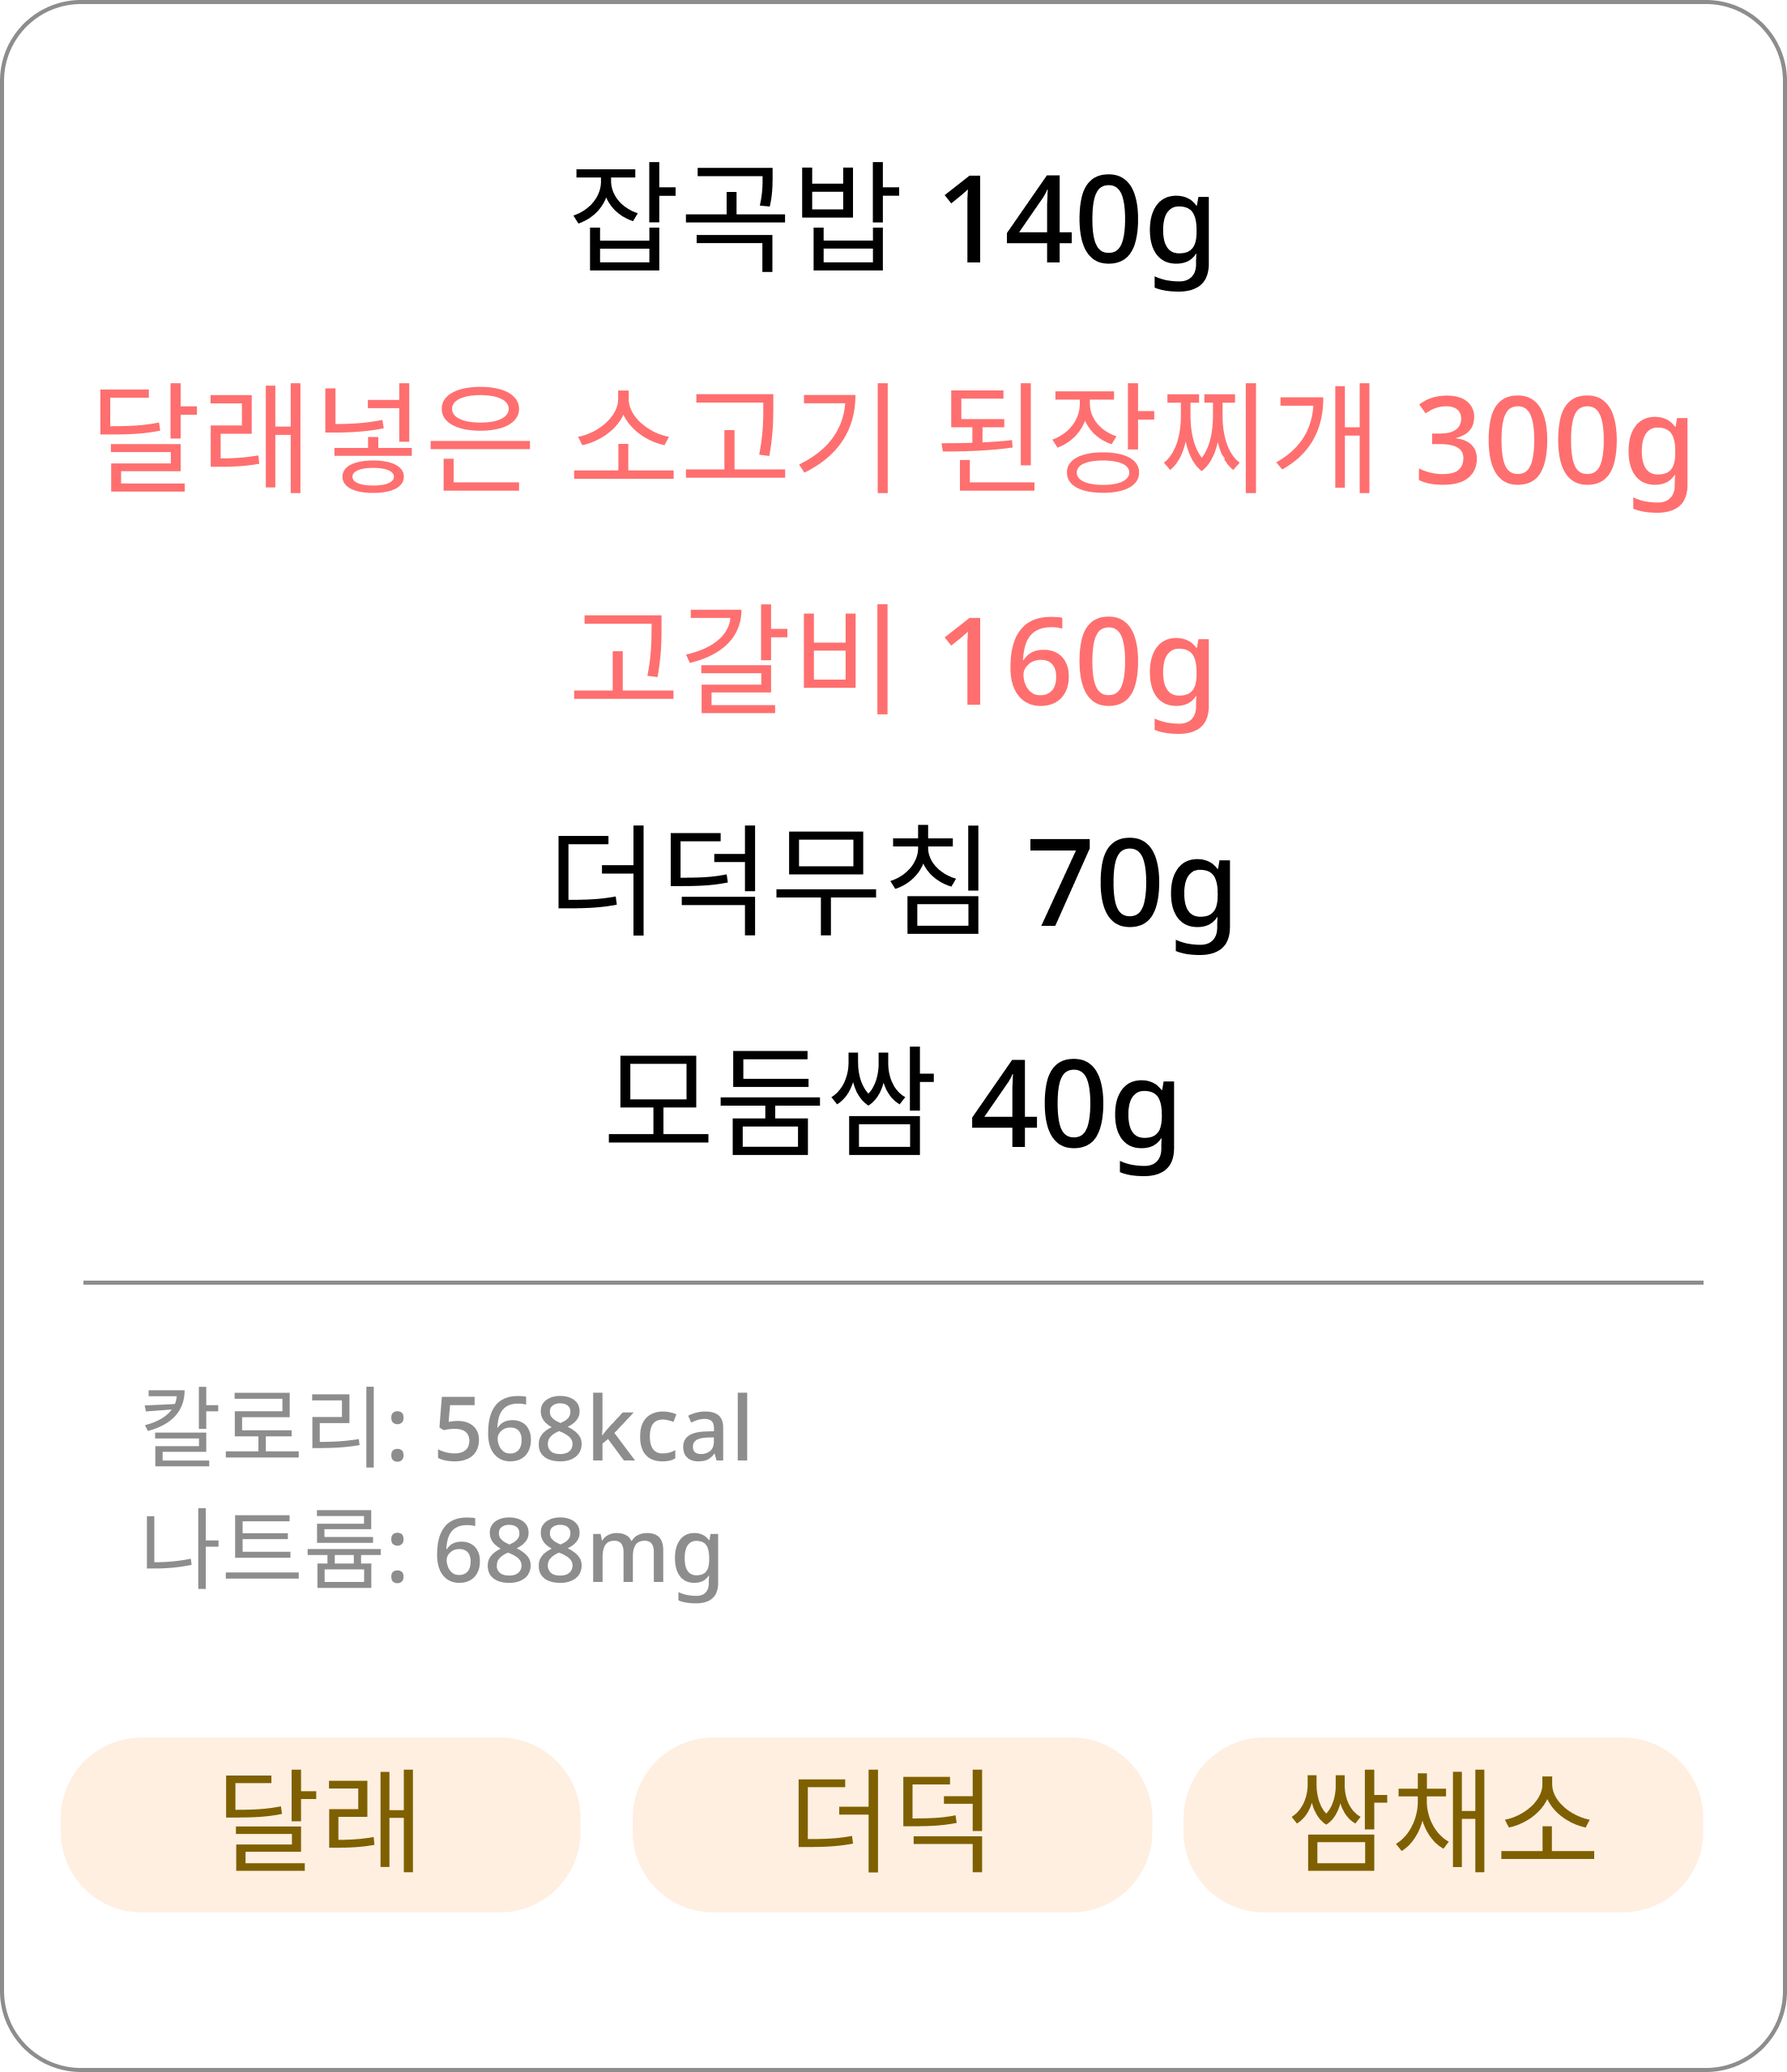 잡곡밥 140g
달래넝은 소고기 된장찌개 300g
고갈비 160g
더덕무침 70g
모둠쌈 40g
칼로리: 568kcal
나트륨: 688mg
달래 더덕 쌈채소